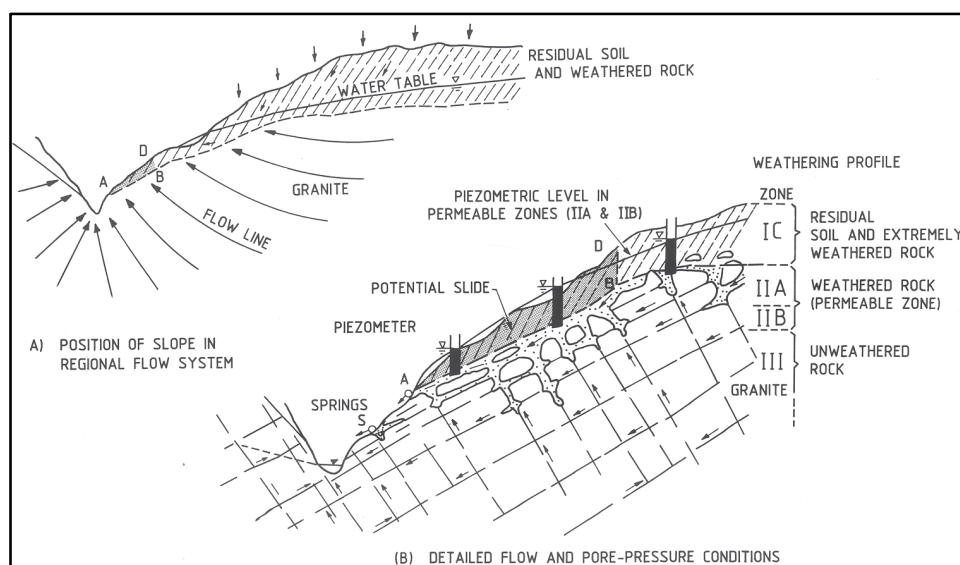 RESIDUAL SOIL
AND WEATHERED ROCK
WATER TABLE
D
A
B
GRANITE
FLOW LINE
A) POSITION OF SLOPE IN
REGIONAL FLOW SYSTEM
WEATHERING PROFILE
ZONE
PIEZOMETRIC LEVEL IN
PERMEABLE ZONES (IIA & IIB)
IC
RESIDUAL
SOIL AND EXTREMELY
WEATHERED ROCK
D
B
POTENTIAL SLIDE
IIA
WEATHERED ROCK
(PERMEABLE ZONE)
IIB
PIEZOMETER
III
UNWEATHERED
ROCK
GRANITE
A
SPRINGS
S
(B) DETAILED FLOW AND PORE-PRESSURE CONDITIONS